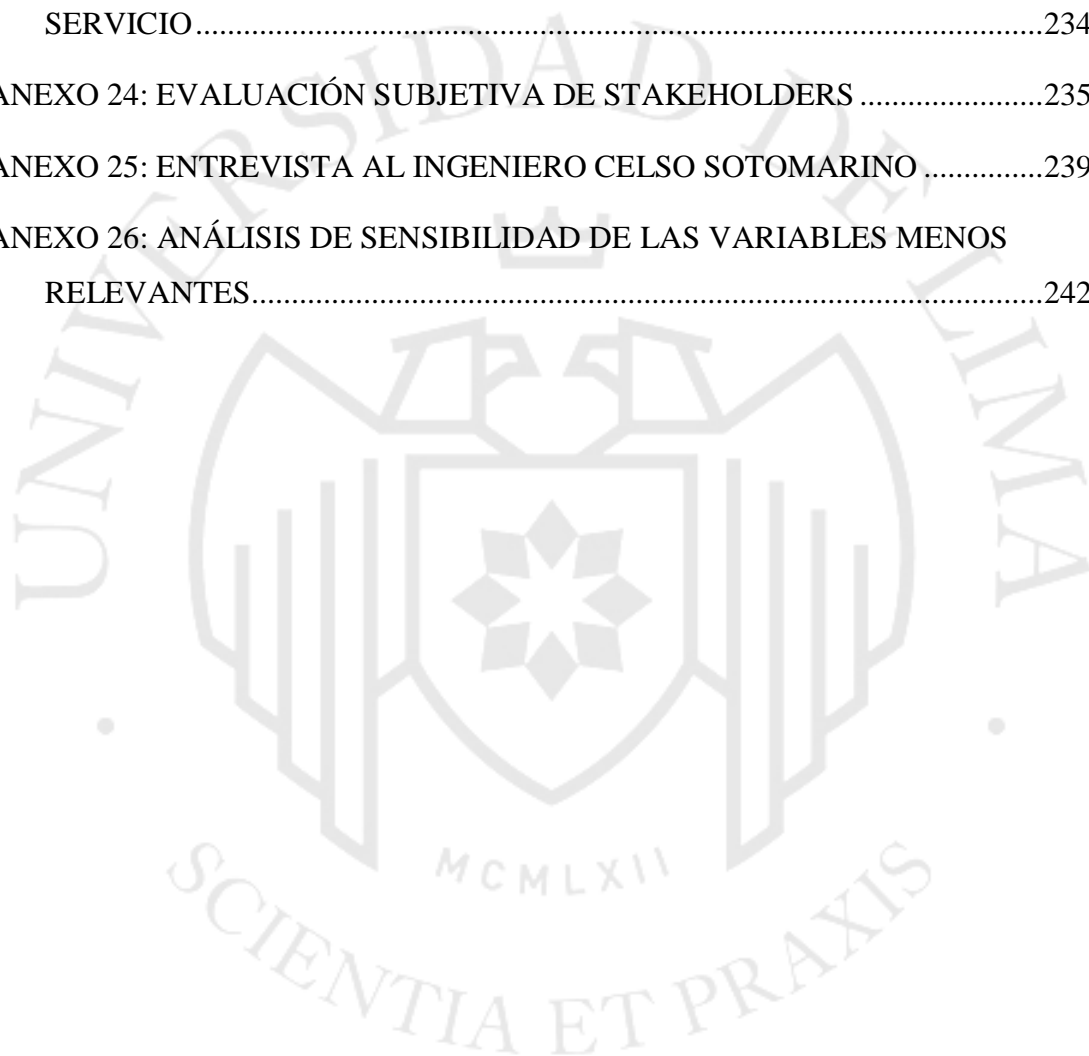 SERVICIO..........................................................................................................234
ANEXO 24: EVALUACIÓN SUBJETIVA DE STAKEHOLDERS .......................235
ANEXO 25: ENTREVISTA AL INGENIERO CELSO SOTOMARINO ...............239
ANEXO 26: ANÁLISIS DE SENSIBILIDAD DE LAS VARIABLES MENOS
RELEVANTES...................................................................................................242
UNIVERSIDAD DE LIMA
MCMLXII
SCIENTIA ET PRAXIS